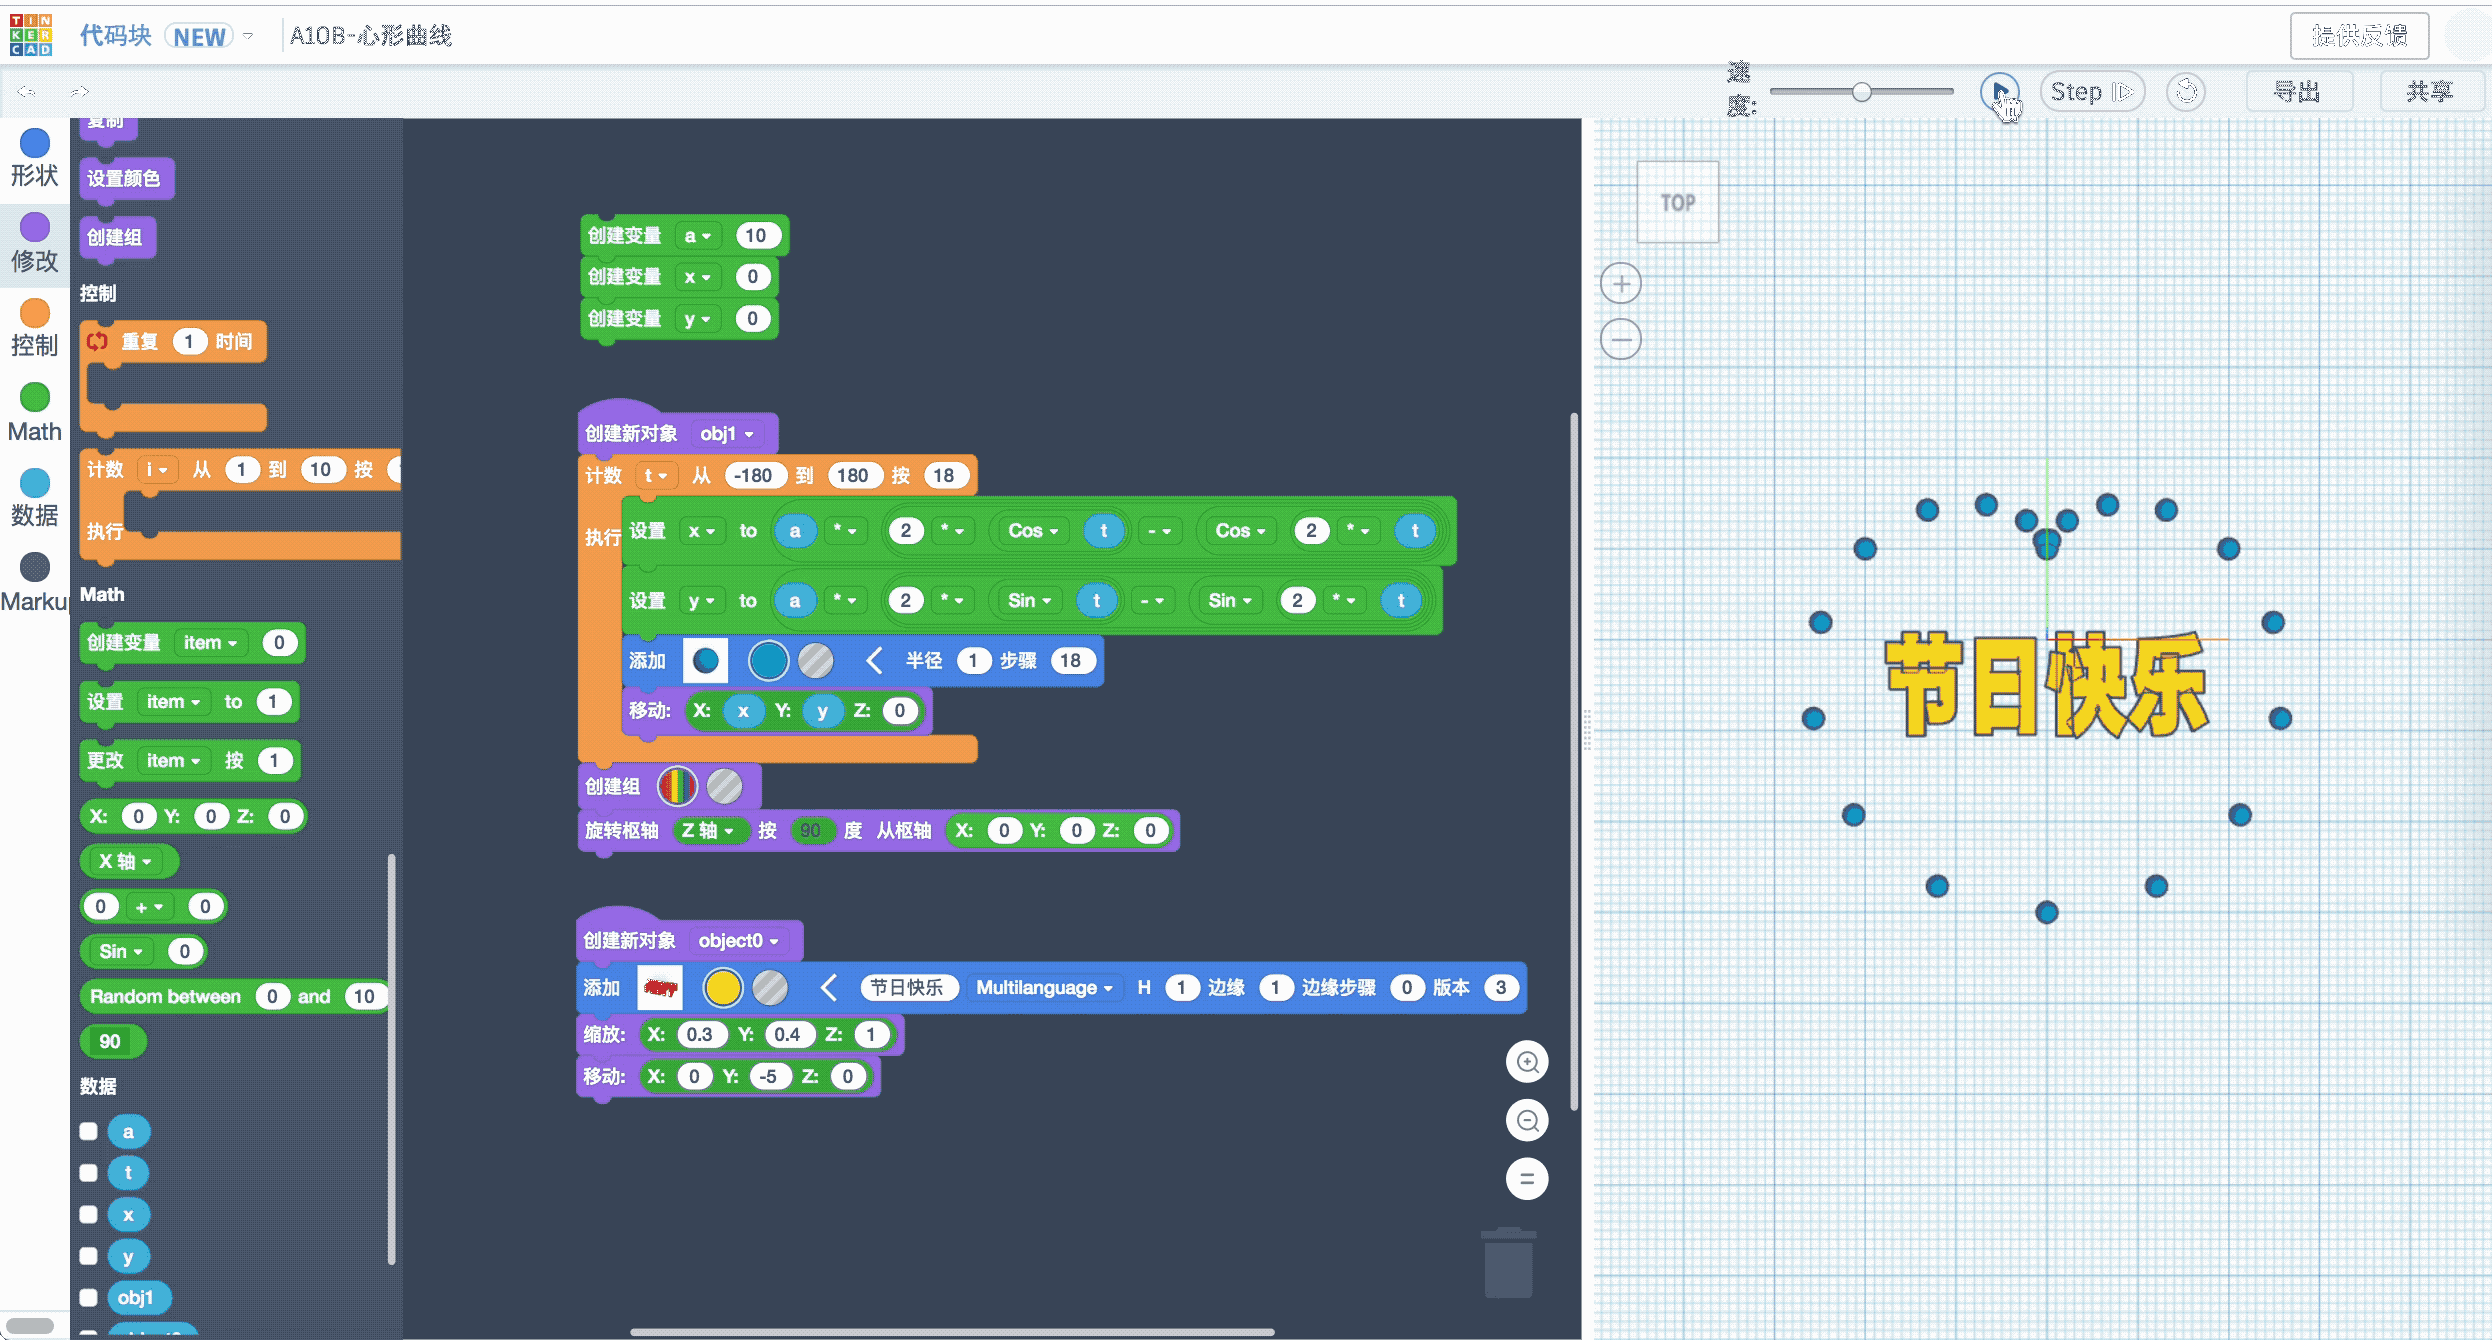 TIN
KER
CAD
代码块 NEW
A10B-心形曲线
提供反馈
速度:
Step
导出
共享
形状
修改
控制
Math
数据
Marku
复制
设置颜色
创建组
控制
重复 1 时间
计数 i 从 1 到 10 按
执行
Math
创建变量 item 0
设置 item to 1
更改 item 按 1
X: 0 Y: 0 Z: 0
X 轴
0 + 0
Sin 0
Random between 0 and 10
90
数据
a
t
x
y
obj1
创建变量 a 10
创建变量 x 0
创建变量 y 0
创建新对象 obj1
计数 t 从 -180 到 180 按 18
执行 设置 x to a * 2 * Cos t - Cos 2 * t
设置 y to a * 2 * Sin t - Sin 2 * t
添加 半径 1 步骤 18
移动: X: x Y: y Z: 0
创建组
旋转枢轴 Z 轴 按 90 度 从枢轴 X: 0 Y: 0 Z: 0
创建新对象 object0
添加 节日快乐 Multilanguage H 1 边缘 1 边缘步骤 0 版本 3
缩放: X: 0.3 Y: 0.4 Z: 1
移动: X: 0 Y: -5 Z: 0
TOP
节日快乐